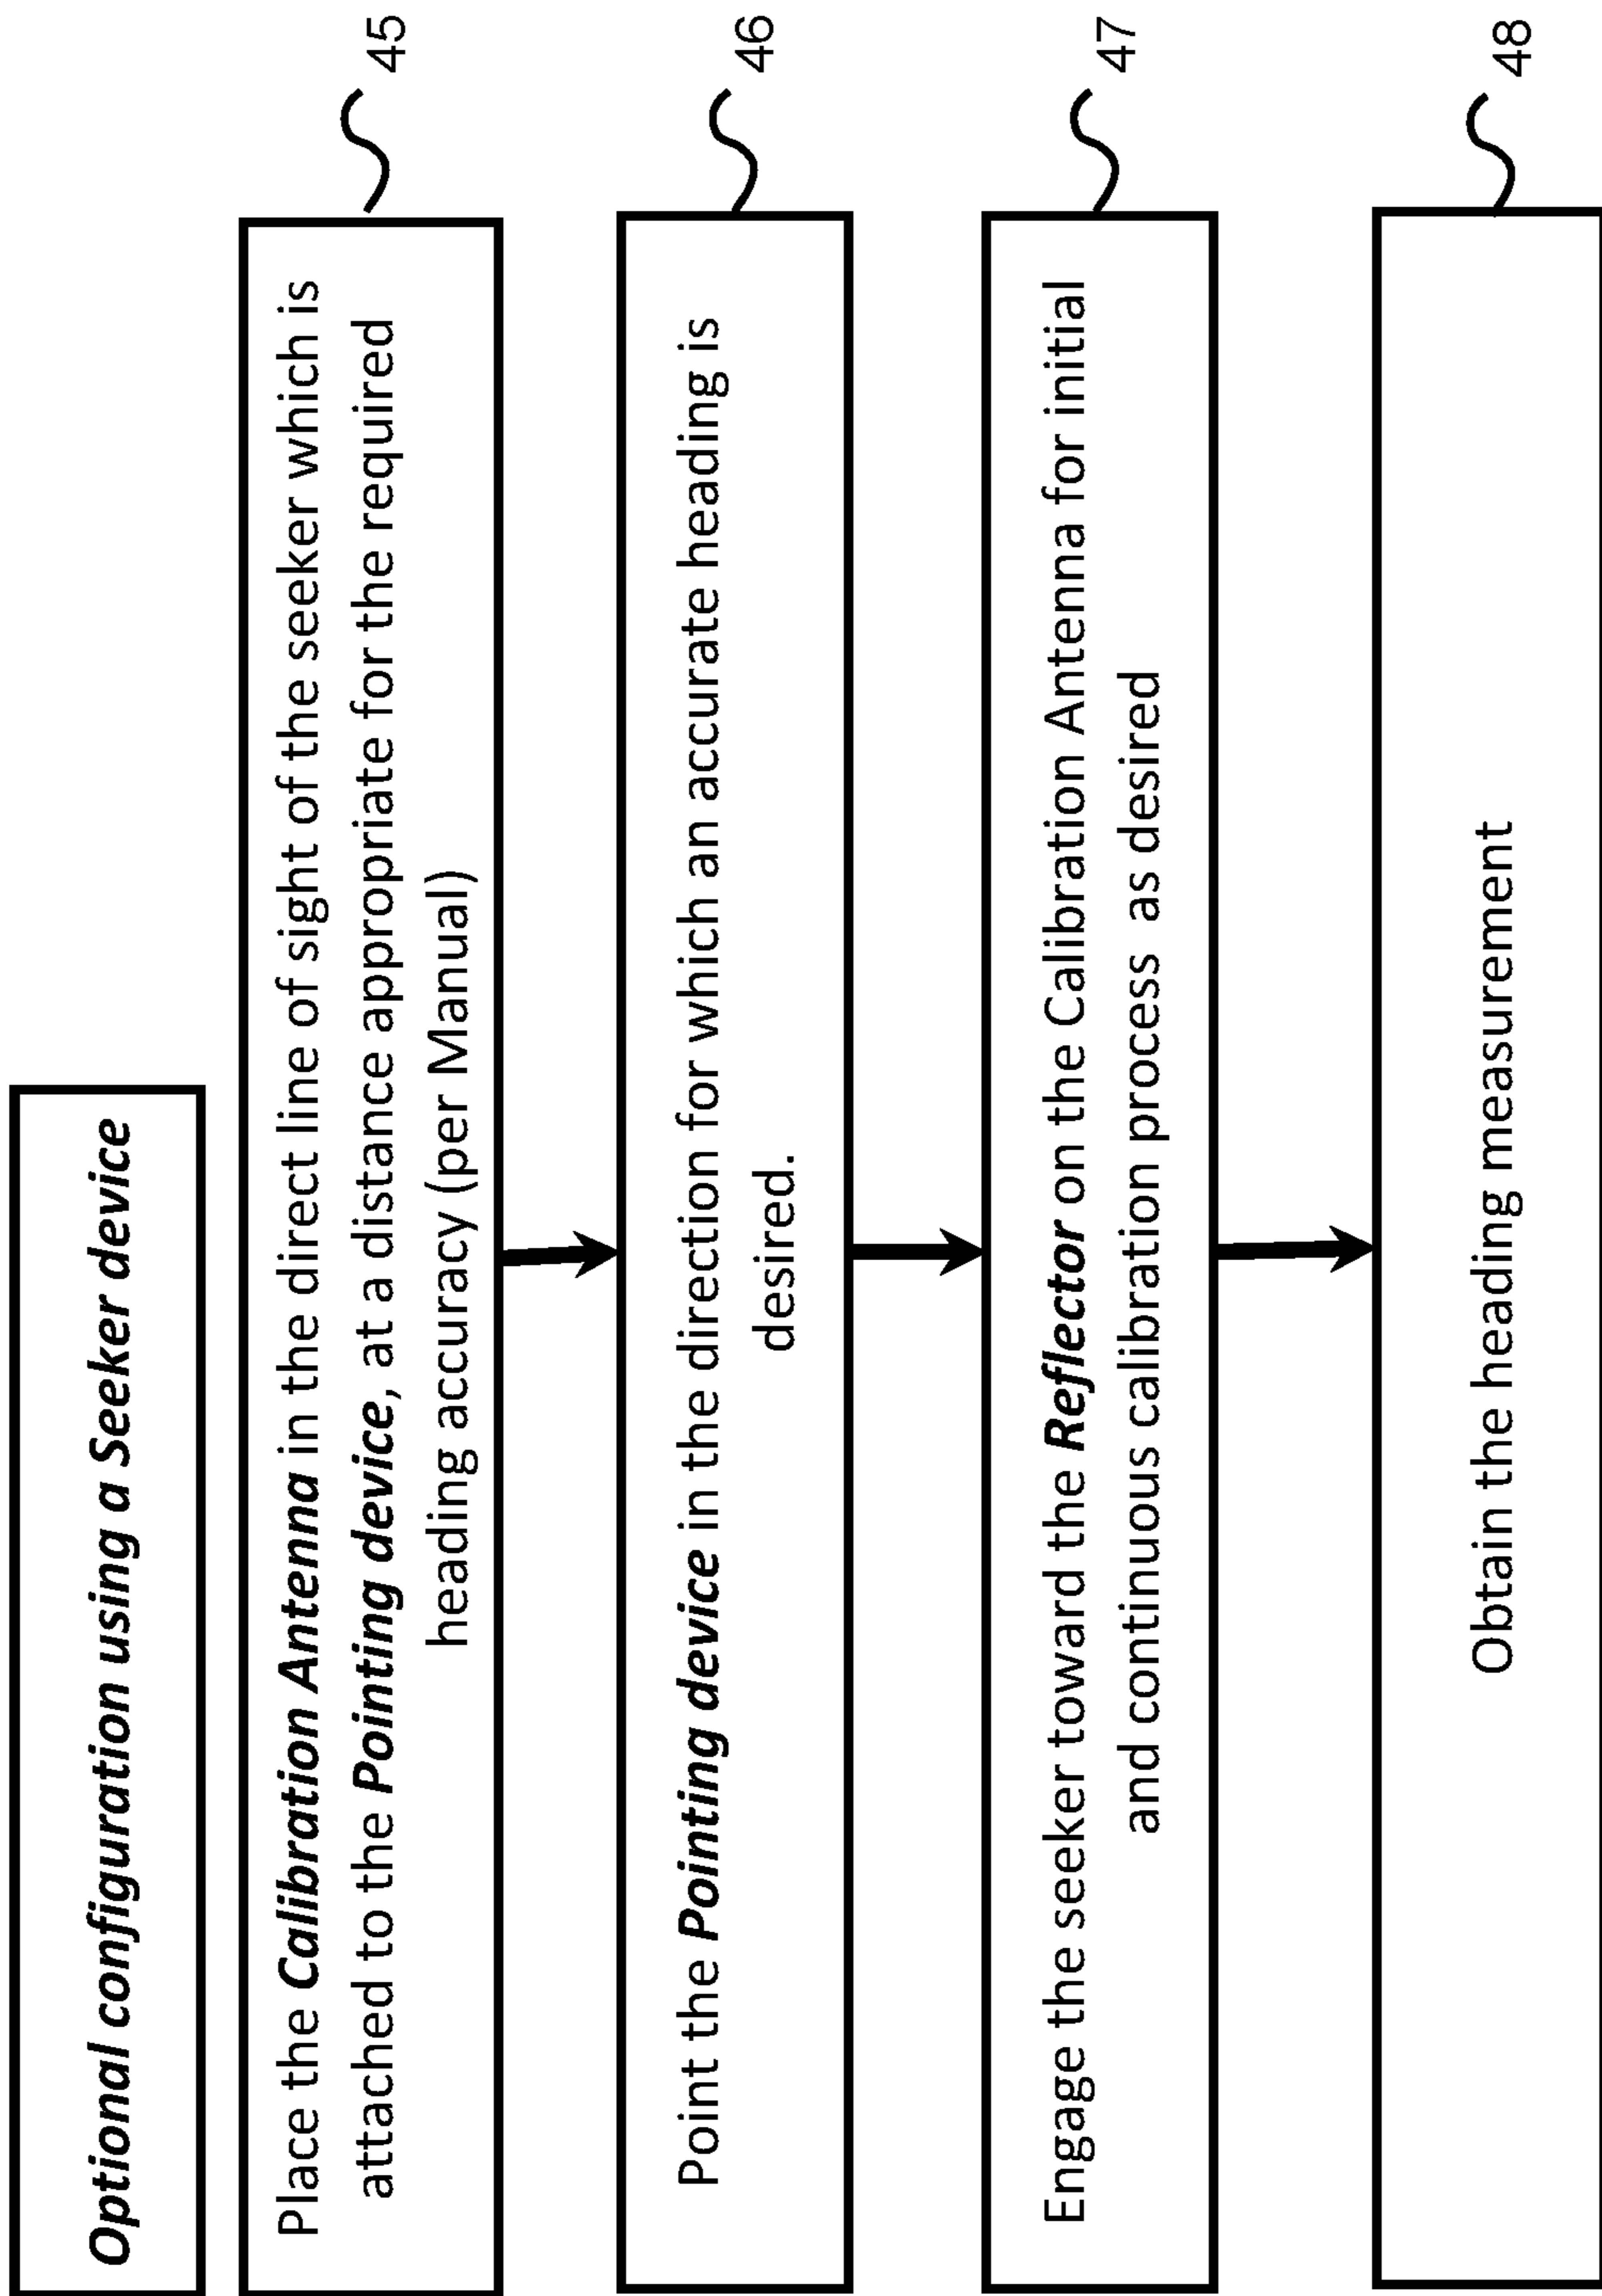 Optional configuration using a Seeker device
Place the Calibration Antenna in the direct line of sight of the seeker which is
attached to the Pointing device, at a distance appropriate for the required
heading accuracy (per Manual)
45
Point the Pointing device in the direction for which an accurate heading is
desired.
46
Engage the seeker toward the Reflector on the Calibration Antenna for initial
and continuous calibration process as desired
47
Obtain the heading measurement
48